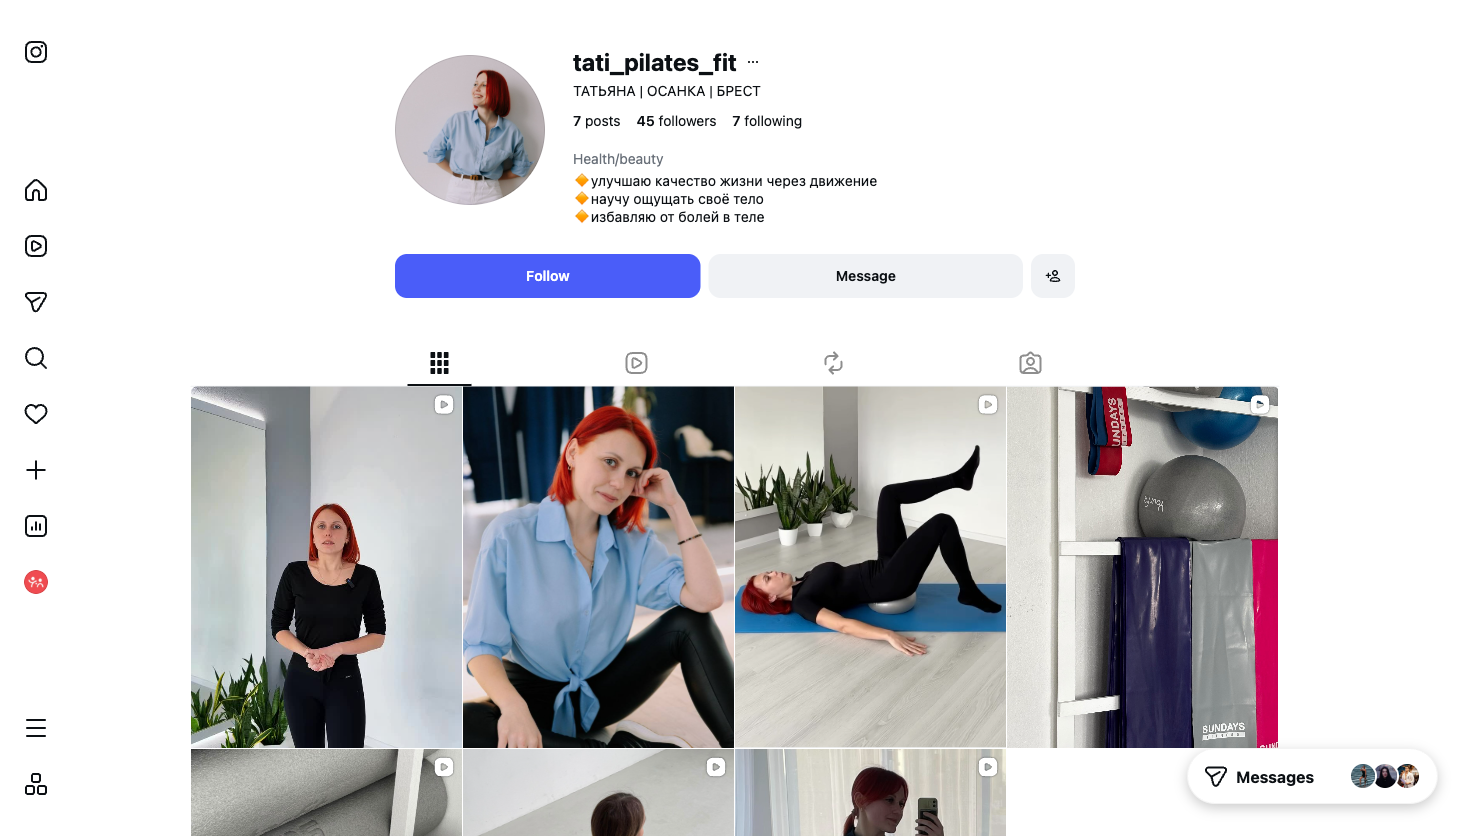 tati_pilates_fit ...
ТАТЬЯНА | ОСАНКА | БРЕСТ
7 posts 45 followers 7 following
Health/beauty
🔶улучшаю качество жизни через движение
🔶научу ощущать своё тело
🔶избавляю от болей в теле
Follow
Message
UNDAYS
SUNDAYS
Messages